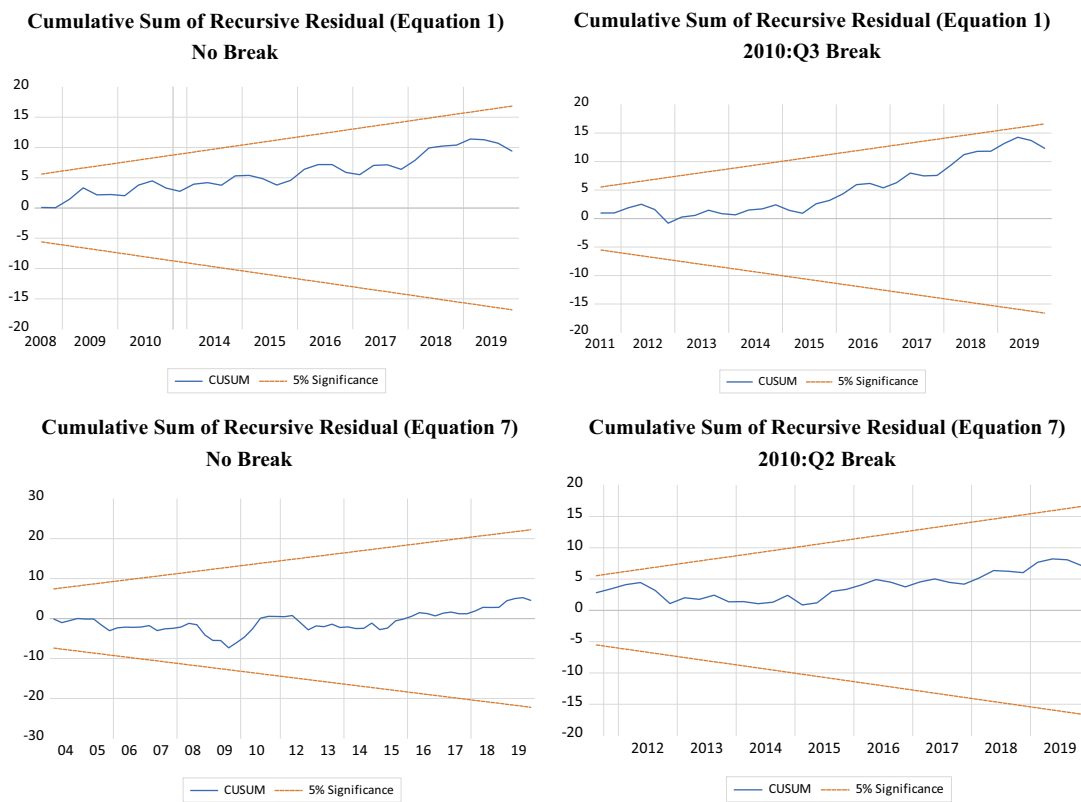 Cumulative Sum of Recursive Residual (Equation 1)
No Break
20
15
10
5
0
-5
-10
-15
-20
2008 2009 2010 2014 2015 2016 2017 2018 2019
CUSUM 5% Significance
Cumulative Sum of Recursive Residual (Equation 1)
2010:Q3 Break
20
15
10
5
0
-5
-10
-15
-20
2011 2012 2013 2014 2015 2016 2017 2018 2019
CUSUM 5% Significance
Cumulative Sum of Recursive Residual (Equation 7)
No Break
30
20
10
0
-10
-20
-30
04 05 06 07 08 09 10 12 13 14 15 16 17 18 19
CUSUM 5% Significance
Cumulative Sum of Recursive Residual (Equation 7)
2010:Q2 Break
20
15
10
5
0
-5
-10
-15
-20
2012 2013 2014 2015 2016 2017 2018 2019
CUSUM 5% Significance